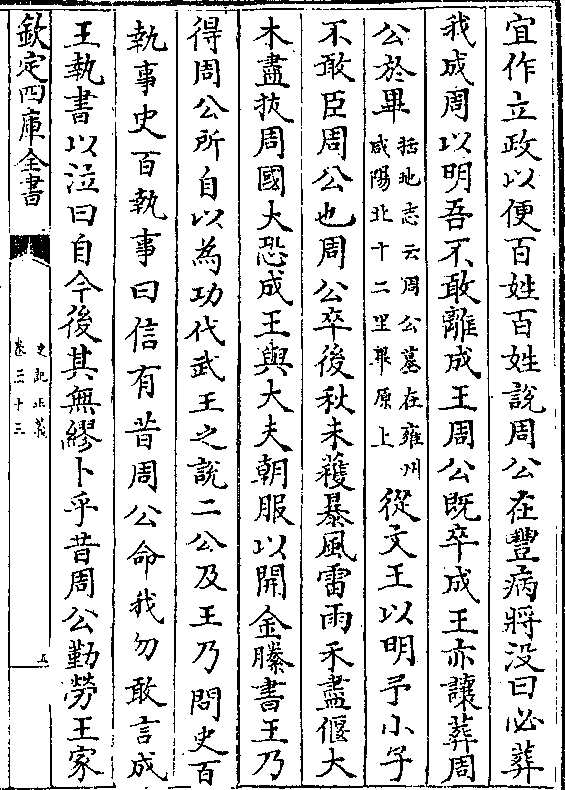 宜作立政以便百姓百姓說周公在豐病將没曰必葬
我成周以明吾不敢離成王周公既卒成王亦讓葬周
公於畢
括地志云周公墓在雍州
咸陽北十二里畢原上
從文王以明予小子
不敢臣周公也周公卒後秋未穫暴風雷雨禾盡偃大
木盡拔周國大恐成王與大夫朝服以開金縢書王乃
得周公所自以為功代武王之說二公及王乃問史百
執事史百執事曰信有昔周公命我勿敢言成
王執書以泣曰自今後其無繆卜乎昔周公勤勞王家
欽定四庫全書
史記正義
卷三十三
五